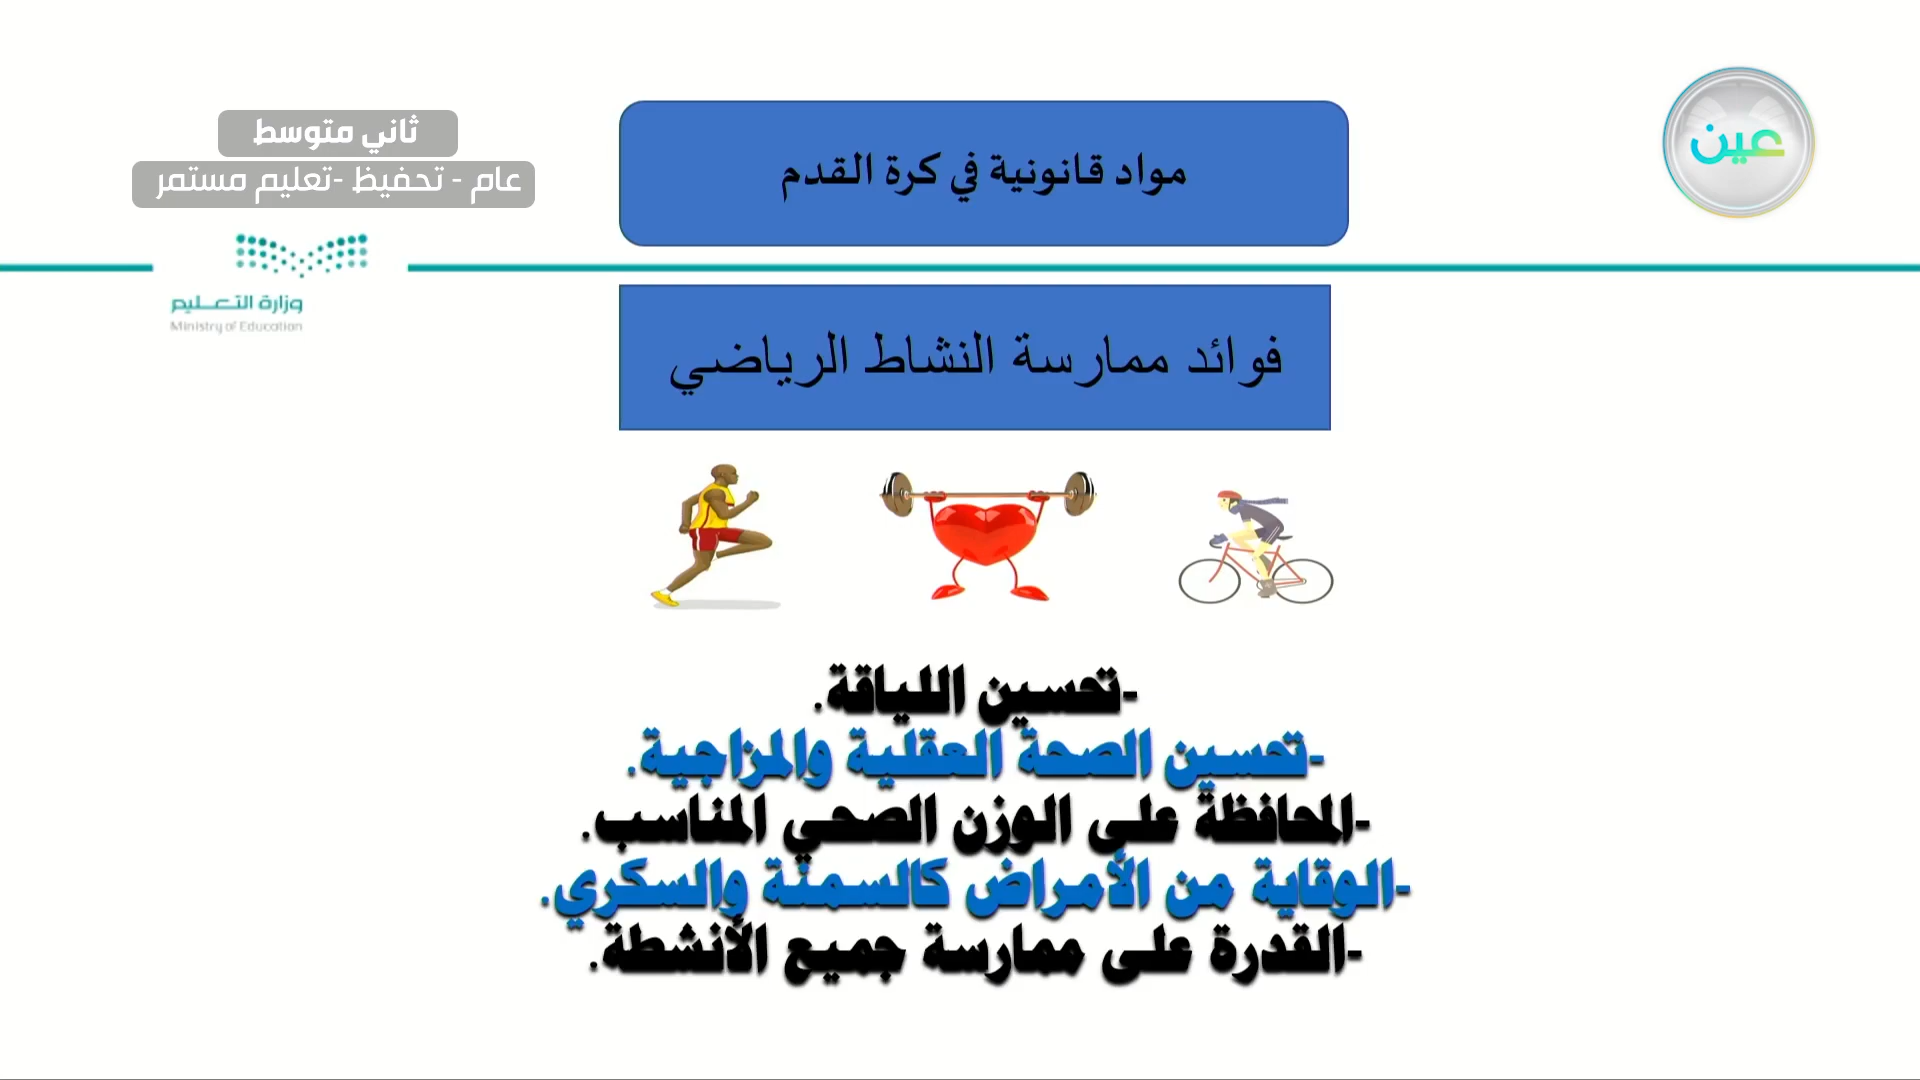 ثاني متوسط
عام - تحفيظ -تعليم مستمر
مواد قانونية في كرة القدم
عين
وزارة التعـــليم
Ministry of Education
فوائد ممارسة النشاط الرياضي
-تحسين اللياقة.
-تحسين الصحة العقلية والمزاجية.
-المحافظة على الوزن الصحي المناسب.
-الوقاية من الأمراض كالسمنة والسكري.
-القدرة على ممارسة جميع الأنشطة.